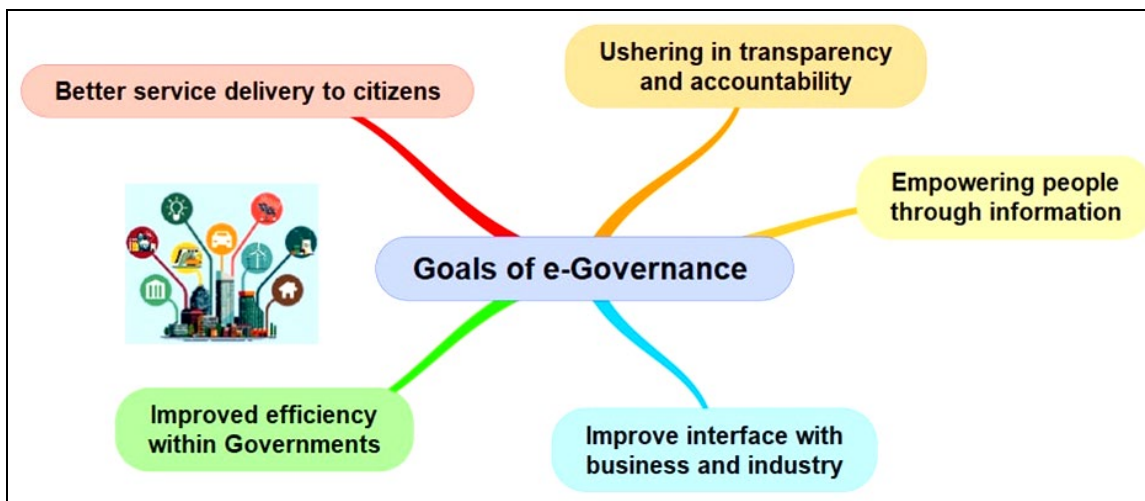 Better service delivery to citizens
Ushering in transparency
and accountability
Empowering people
through information
Goals of e-Governance
Improved efficiency
within Governments
Improve interface with
business and industry